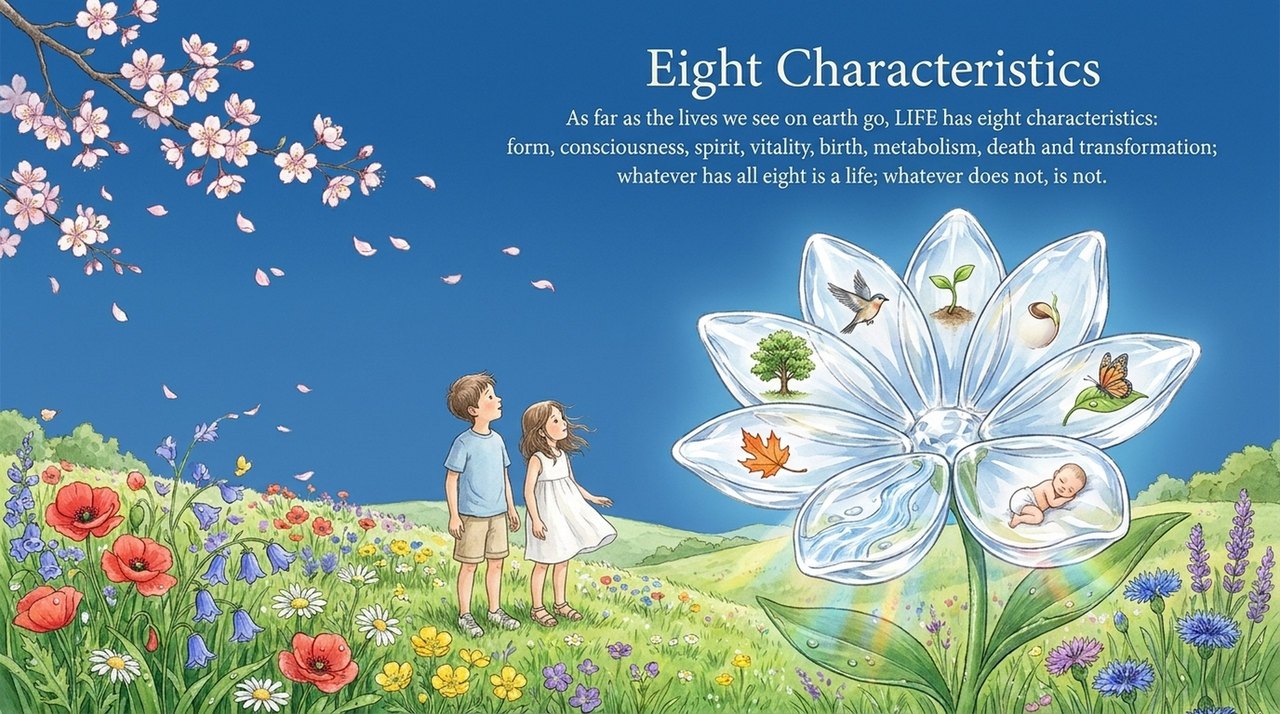 Eight Characteristics
As far as the lives we see on earth go, LIFE has eight characteristics:
form, consciousness, spirit, vitality, birth, metabolism, death and transformation;
whatever has all eight is a life; whatever does not, is not.